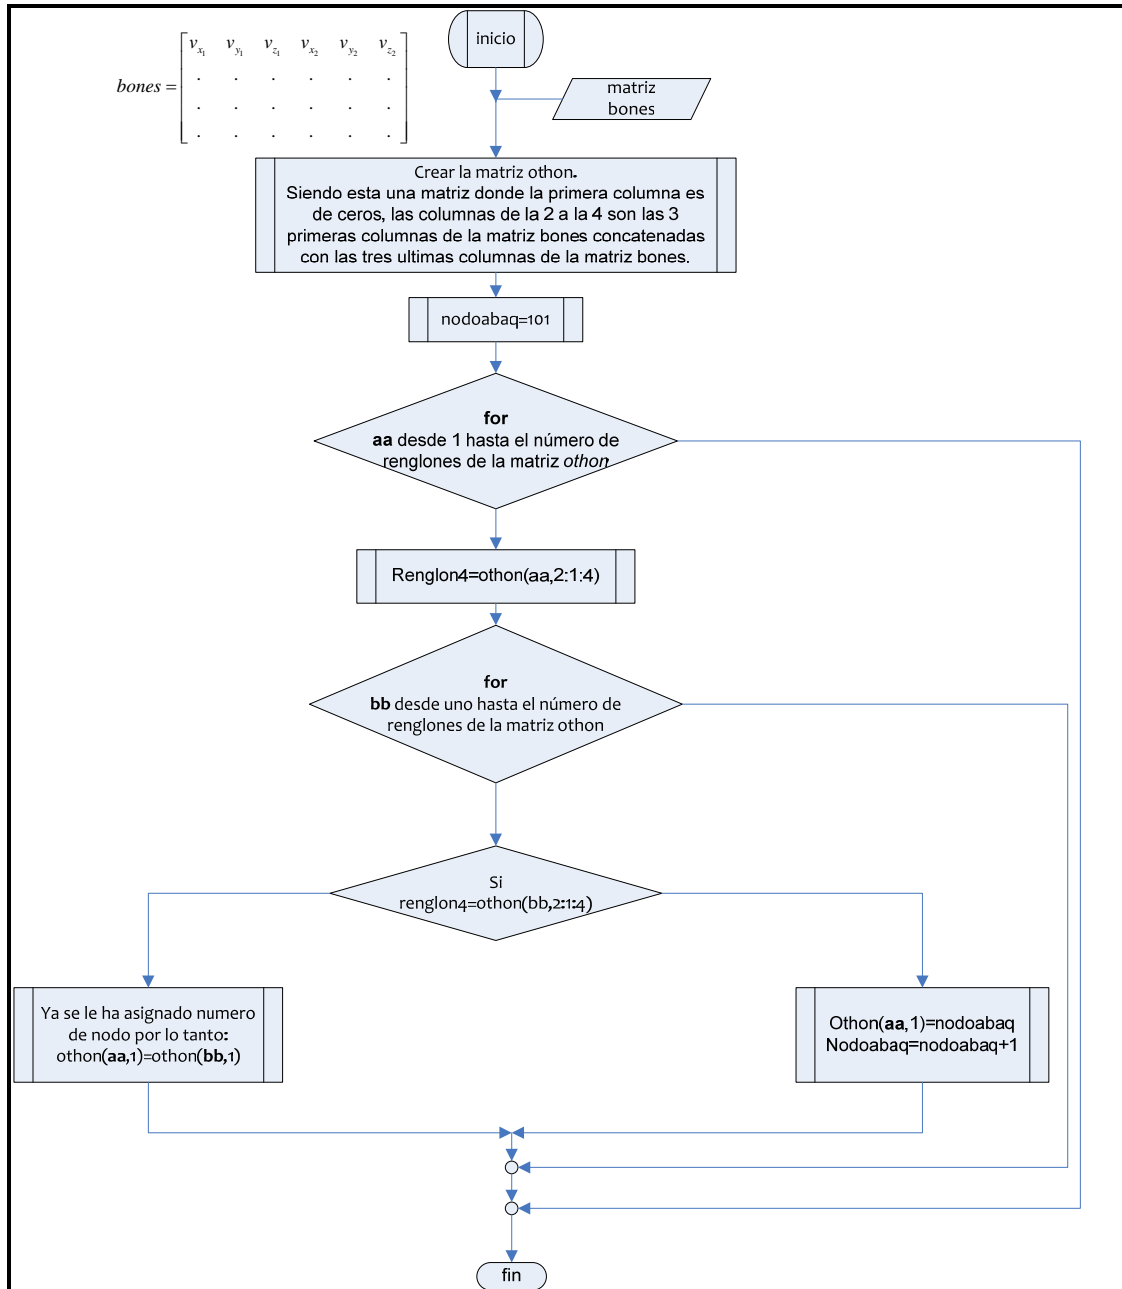 inicio
bones = [ v_{x_1} v_{y_1} v_{z_1} v_{x_2} v_{y_2} v_{z_2}
. . . . . .
. . . . . .
. . . . . . ]
matriz
bones
Crear la matriz othon.
Siendo esta una matriz donde la primera columna es
de ceros, las columnas de la 2 a la 4 son las 3
primeras columnas de la matriz bones concatenadas
con las tres ultimas columnas de la matriz bones.
nodoabaq=101
for
aa desde 1 hasta el número de
renglones de la matriz othon
Renglon4=othon(aa,2:1:4)
for
bb desde uno hasta el número de
renglones de la matriz othon
Si
renglon4=othon(bb,2:1:4)
Ya se le ha asignado numero
de nodo por lo tanto:
othon(aa,1)=othon(bb,1)
Othon(aa,1)=nodoabaq
Nodoabaq=nodoabaq+1
fin